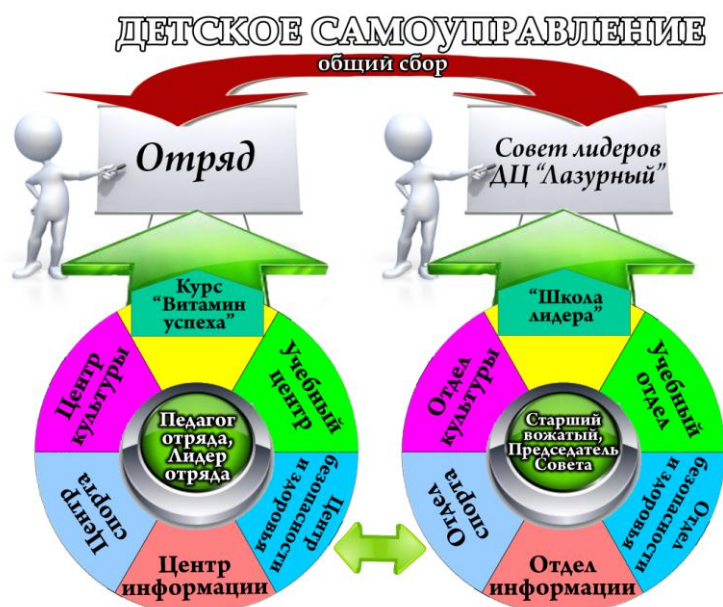 ДЕТСКОЕ САМОУПРАВЛЕНИЕ
общий сбор
Отряд
Совет лидеров
ДЦ "Лазурный"
Курс
"Витамин
успеха"
Центр
культуры
Учебный
центр
Педагог
отряда,
Лидер
отряда
Центр
спорта
Центр
безопасности
и здоровья
Центр
информации
"Школа
лидера"
Отдел
культуры
Учебный
отдел
Старший
вожатый,
Председатель
Совета
Отдел
спорта
Отдел
безопасности
и здоровья
Отдел
информации